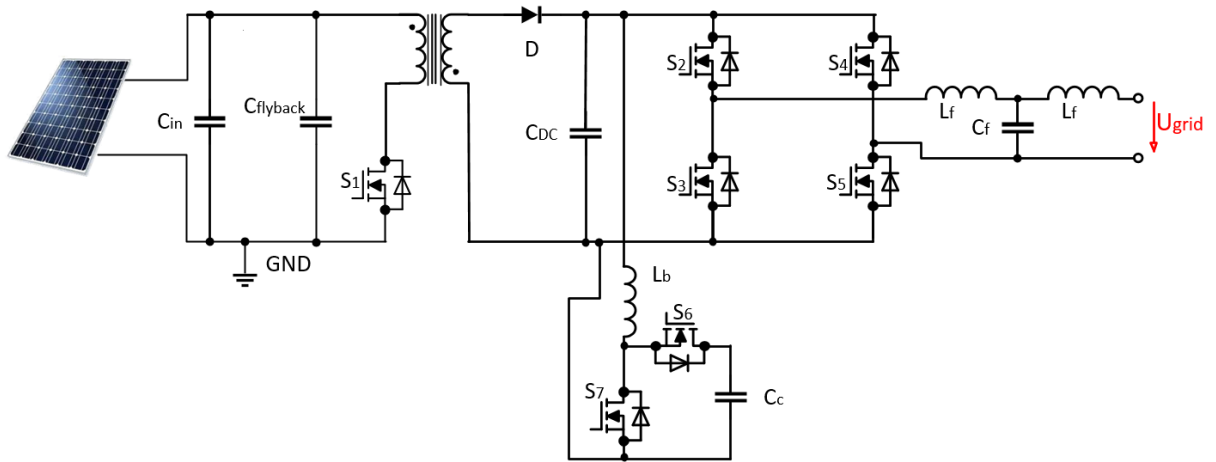 D
S2
S4
Cin
Cflyback
CDC
Lf
Cf
Lf
Ugrid
S1
S3
S5
GND
Lb
S6
S7
Cc